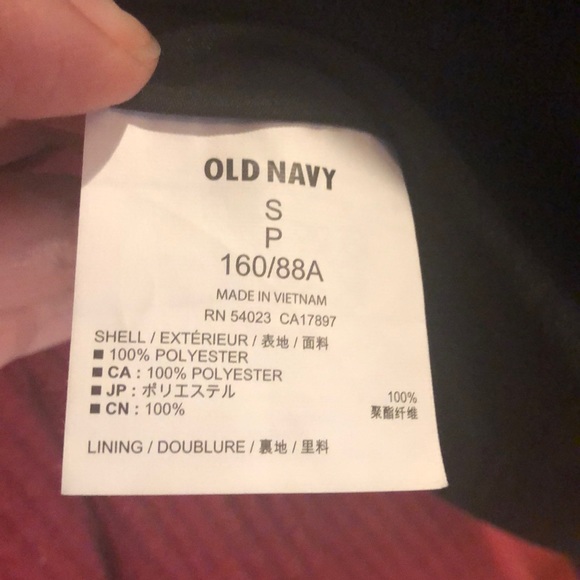 OLD NAVY
S
P
160/88A
MADE IN VIETNAM
RN 54023 CA17897
SHELL / EXTÉRIEUR / 表地 / 面料
■ 100% POLYESTER
■ CA : 100% POLYESTER
■ JP : ポリエステル 100%
■ CN : 100% 聚酯纤维
LINING / DOUBLURE / 裏地 / 里料